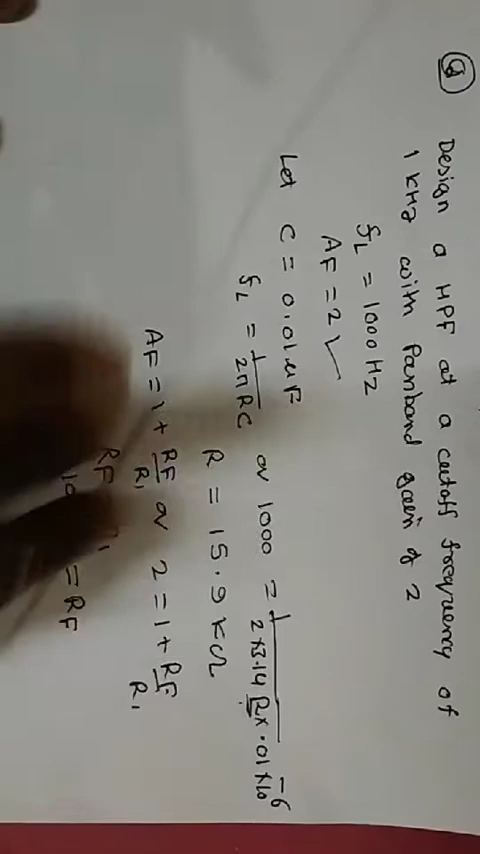 Q Design a HPF at a cutoff frequency of
1 KHz with Passband gain of 2
fL = 1000 Hz
AF = 2 ✓
Let C = 0.01 μF
fL = 1/2πRC or 1000 = 1/2×3.14 R×.01×10^-6
R = 15.9 KΩ
AF = 1 + RF/R1 or 2 = 1 + RF/R1
RF
10 = RF